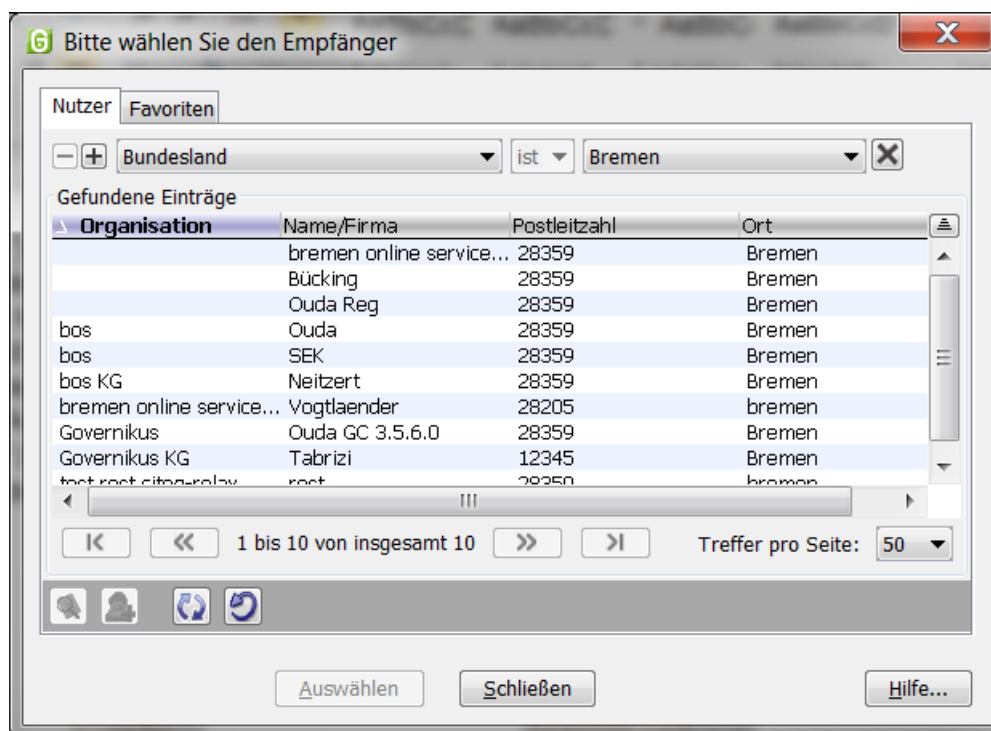 Bitte wählen Sie den Empfänger
Nutzer Favoriten
Bundesland ist Bremen
Gefundene Einträge
Organisation Name/Firma Postleitzahl Ort
bremen online service... 28359 Bremen
Bücking 28359 Bremen
Ouda Reg 28359 Bremen
bos Ouda 28359 Bremen
bos SEK 28359 Bremen
bos KG Neitzert 28359 Bremen
bremen online service... Vogtlaender 28205 bremen
Governikus Ouda GC 3.5.6.0 28359 Bremen
Governikus KG Tabrizi 12345 Bremen
1 bis 10 von insgesamt 10 Treffer pro Seite: 50
Auswählen Schließen Hilfe...